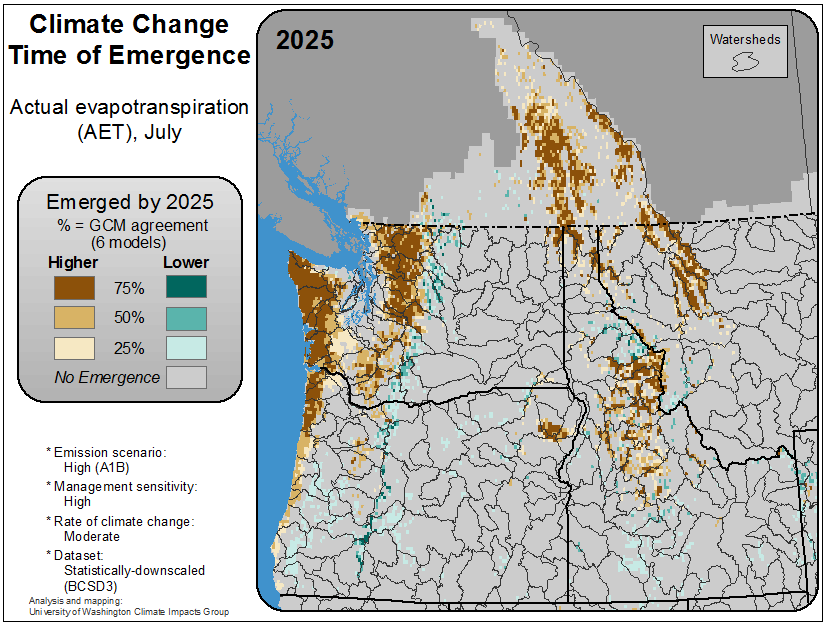 Climate Change
Time of Emergence
Actual evapotranspiration
(AET), July
Emerged by 2025
% = GCM agreement
(6 models)
Higher Lower
75%
50%
25%
No Emergence
* Emission scenario:
High (A1B)
* Management sensitivity:
High
* Rate of climate change:
Moderate
* Dataset:
Statistically-downscaled
(BCSD3)
Analysis and mapping:
University of Washington Climate Impacts Group
2025
Watersheds